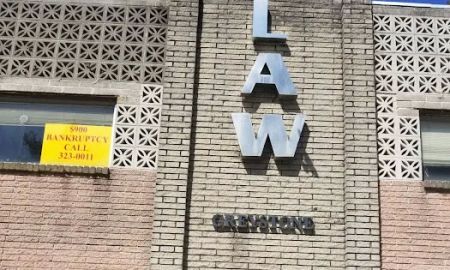 L
A
W
GREYSTONE
$900
BANKRUPTCY
CALL
323-0011